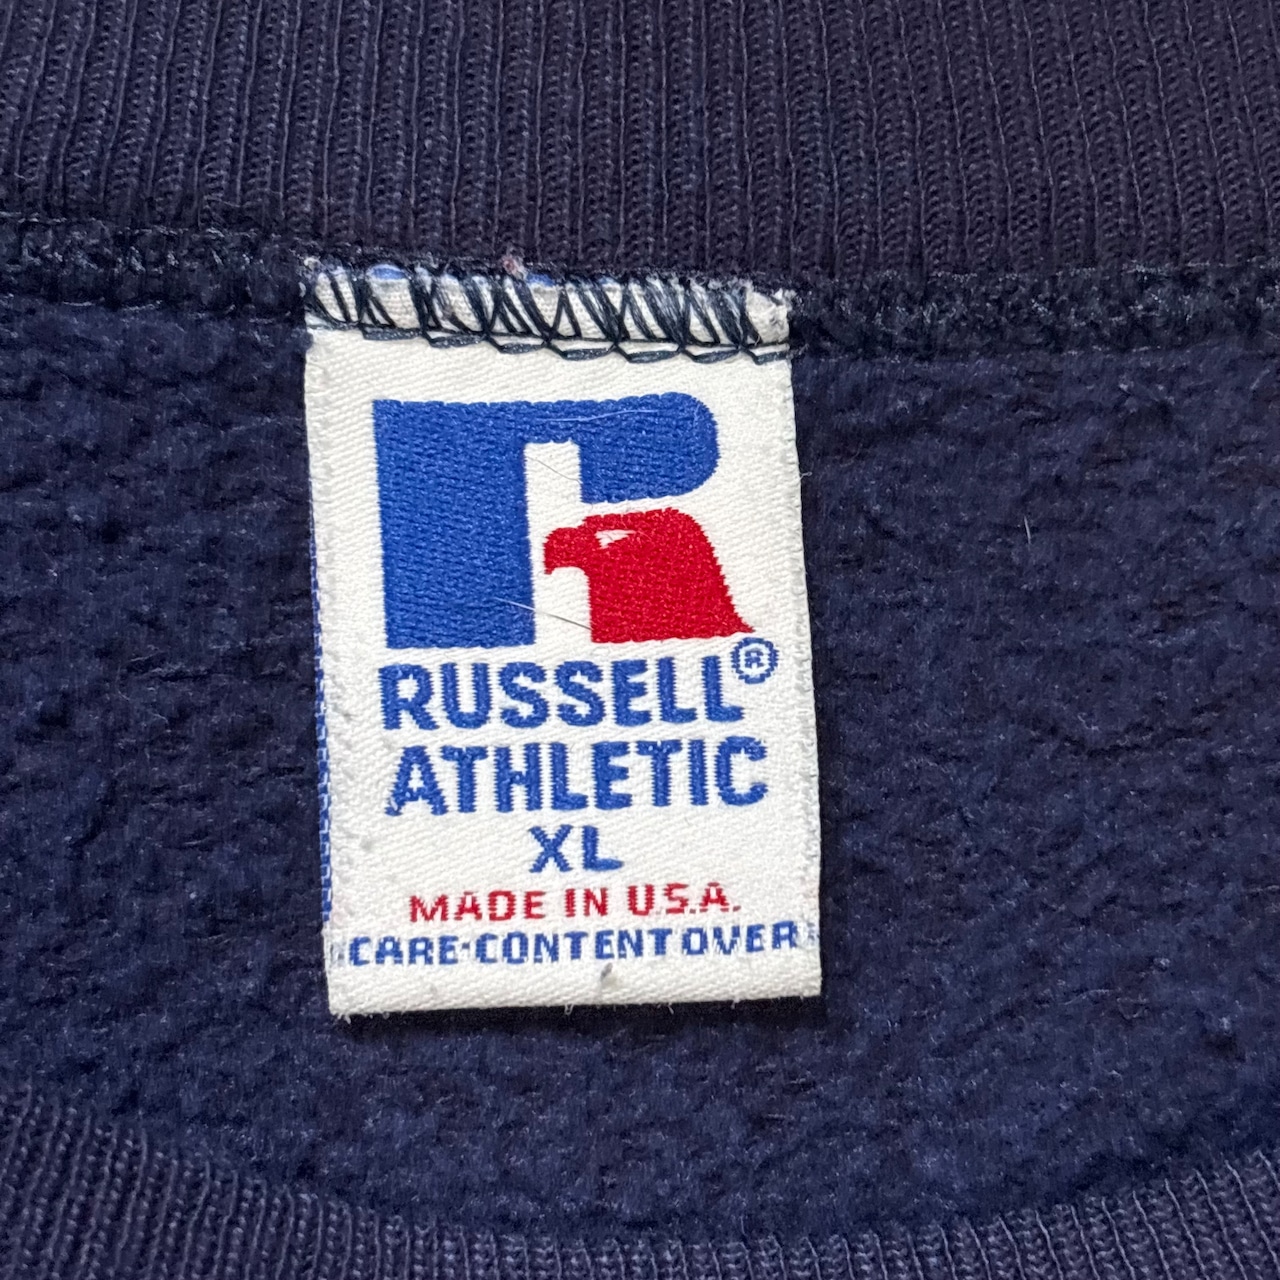 R
RUSSELL®
ATHLETIC
XL
MADE IN U.S.A.
CARE·CONTENT OVER